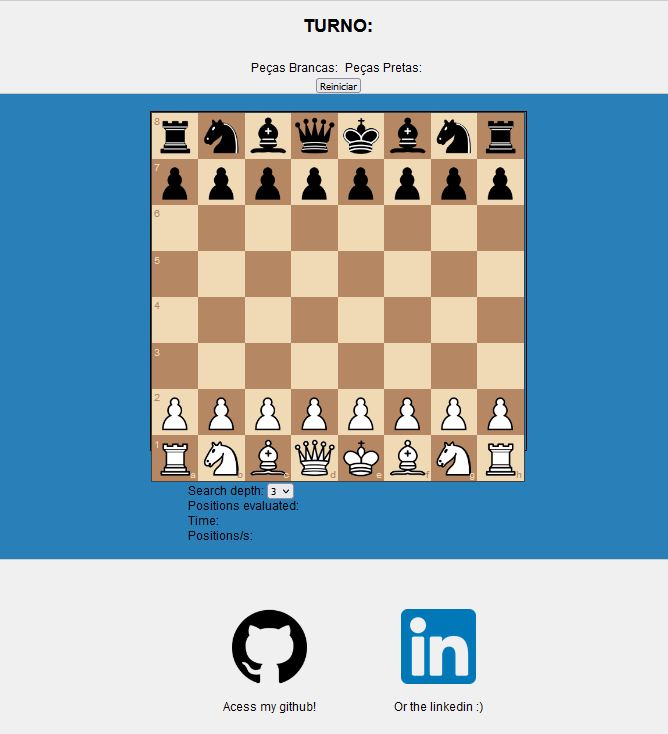 TURNO:
Peças Brancas: Peças Pretas:
Reiniciar
8
7
6
5
4
3
2
1
a b c d e f g h
Search depth: 3
Positions evaluated:
Time:
Positions/s:
in
Acess my github! Or the linkedin :)